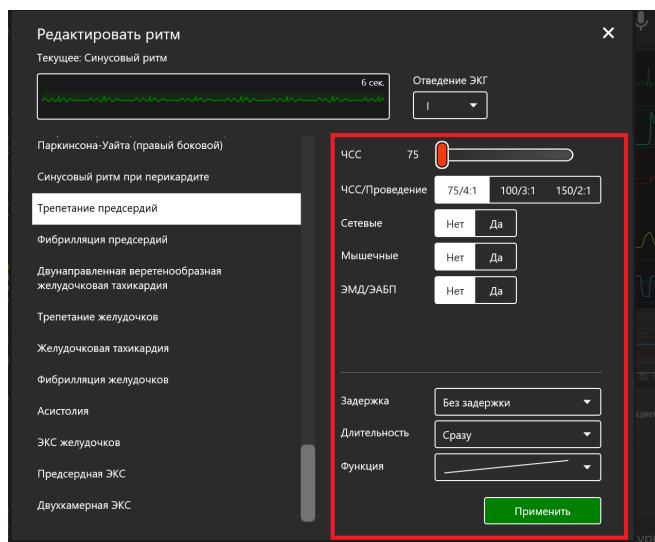 Редактировать ритм
Текущее: Синусовый ритм
6 сек.
Отведение ЭКГ
I
Паркинсона-Уайта (правый боковой)
Синусовый ритм при перикардите
Трепетание предсердий
Фибрилляция предсердий
Двунаправленная веретенообразная
желудочковая тахикардия
Трепетание желудочков
Желудочковая тахикардия
Фибрилляция желудочков
Асистолия
ЭКС желудочков
Предсердная ЭКС
Двухкамерная ЭКС
ЧСС 75
ЧСС/Проведение 75/4:1 100/3:1 150/2:1
Сетевые Нет Да
Мышечные Нет Да
ЭМД/ЭАБП Нет Да
Задержка Без задержки
Длительность Сразу
Функция
Применить